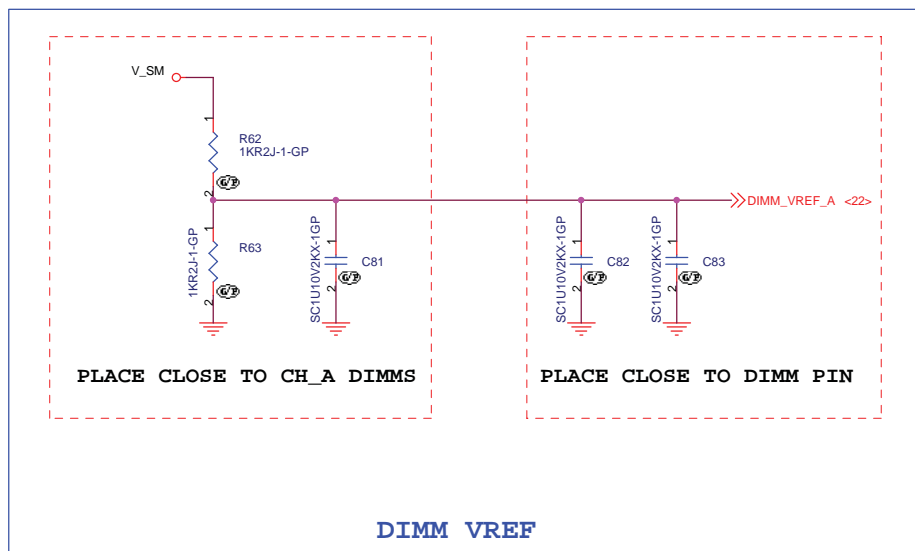 V_SM
1
R62
1KR2J-1-GP
G/P
2
DIMM_VREF_A <22>
1
1KR2J-1-GP
R63
G/P
2
1
SC1U10V2KX-1GP
C81
G/P
2
1
SC1U10V2KX-1GP
C82
G/P
2
1
SC1U10V2KX-1GP
C83
G/P
2
PLACE CLOSE TO CH_A DIMMS
PLACE CLOSE TO DIMM PIN
DIMM VREF